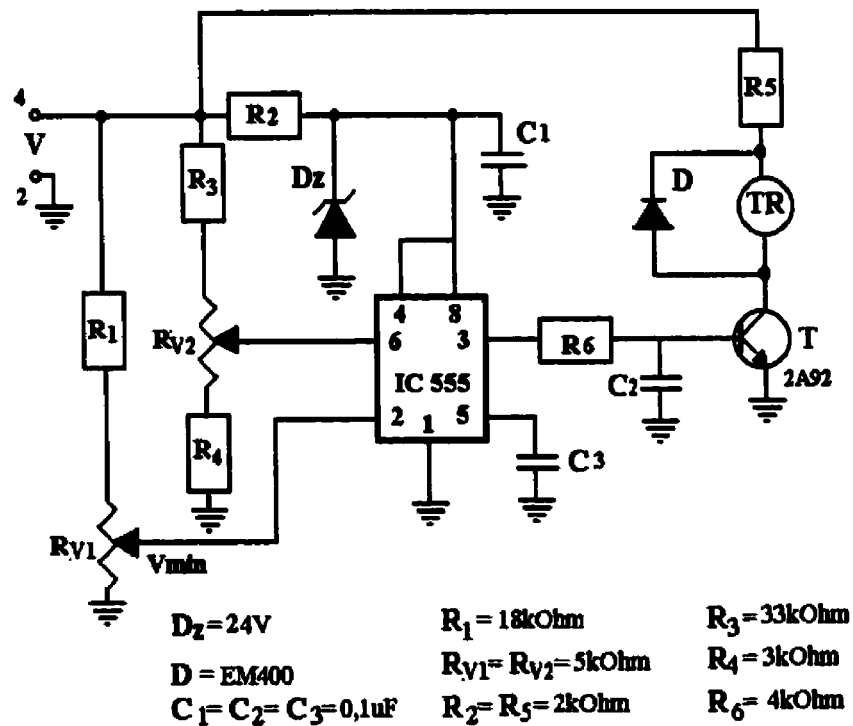 4
V
2
R2
C1
R5
R3
Dz
D
TR
R1
RV2
4 8
6 3
IC 555
2 1 5
R6
C2
T
2A92
R4
C3
RV1
Vmin
Dz = 24V
R1 = 18kOhm
R3 = 33kOhm
D = EM400
RV1= RV2= 5kOhm
R4 = 3kOhm
C1= C2= C3= 0,1uF
R2= R5= 2kOhm
R6 = 4kOhm